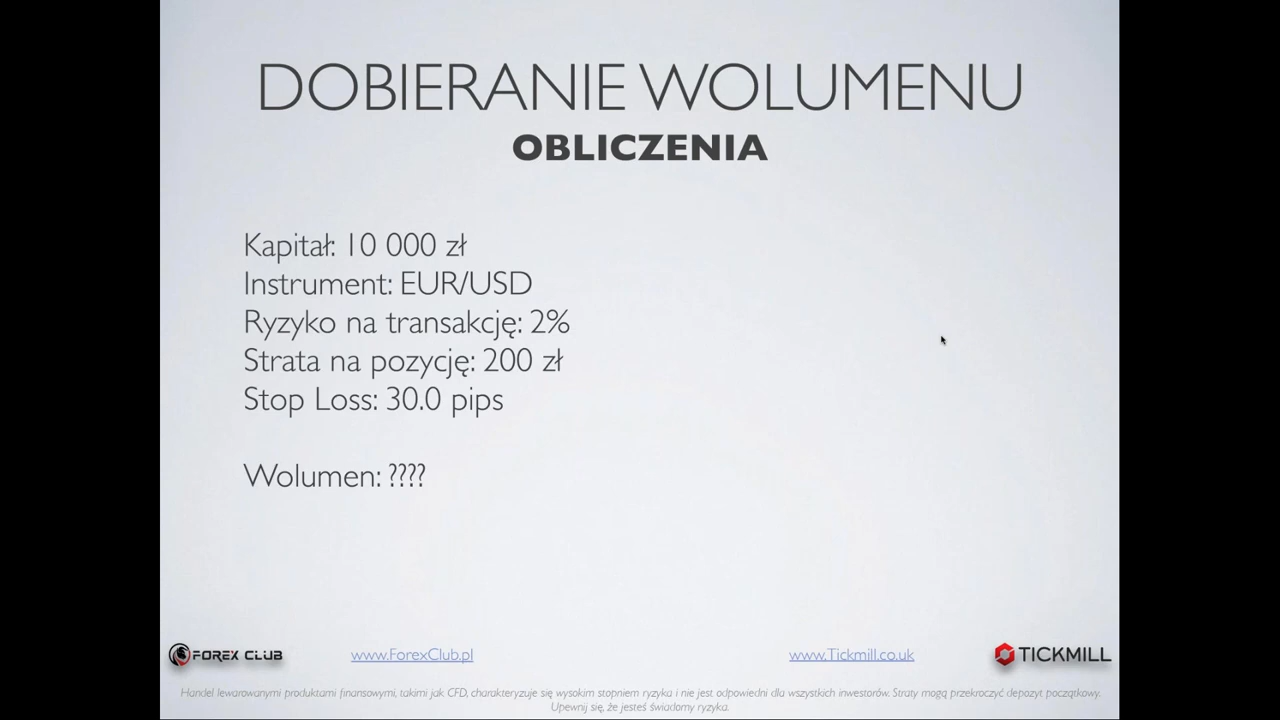 DOBIERANIE WOLUMENU
OBLICZENIA
Kapitał: 10 000 zł
Instrument: EUR/USD
Ryzyko na transakcję: 2%
Strata na pozycję: 200 zł
Stop Loss: 30.0 pips
Wolumen: ????
FOREX CLUB
www.ForexClub.pl
www.Tickmill.co.uk
TICKMILL
Handel lewarowanymi produktami finansowymi, takimi jak CFD, charakteryzuje się wysokim stopniem ryzyka i nie jest odpowiedni dla wszystkich inwestorów. Straty mogą przekroczyć depozyt początkowy.
Upewnij się, że jesteś świadomy ryzyka.